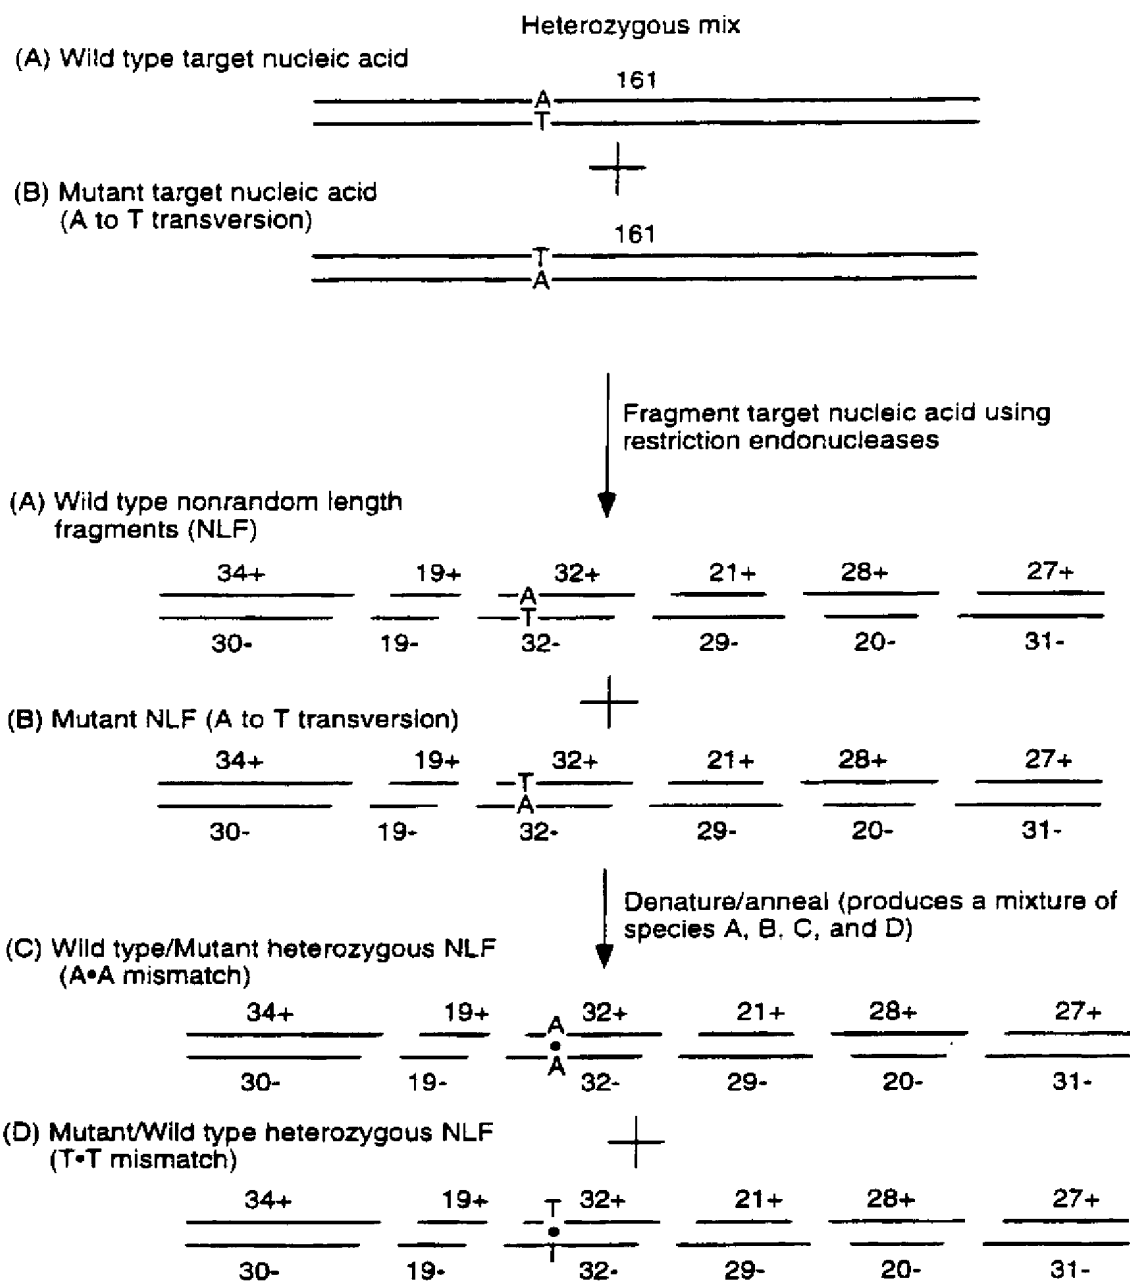 Heterozygous mix
(A) Wild type target nucleic acid
161
A
T
(B) Mutant target nucleic acid
(A to T transversion)
161
T
A
Fragment target nucleic acid using
restriction endonucleases
(A) Wild type nonrandom length
fragments (NLF)
34+ 19+ 32+ 21+ 28+ 27+
A
T
30- 19- 32- 29- 20- 31-
(B) Mutant NLF (A to T transversion)
34+ 19+ 32+ 21+ 28+ 27+
T
A
30- 19- 32- 29- 20- 31-
Denature/anneal (produces a mixture of
species A, B, C, and D)
(C) Wild type/Mutant heterozygous NLF
(A•A mismatch)
34+ 19+ 32+ 21+ 28+ 27+
A
•
A
30- 19- 32- 29- 20- 31-
(D) Mutant/Wild type heterozygous NLF
(T•T mismatch)
34+ 19+ 32+ 21+ 28+ 27+
T
•
T
30- 19- 32- 29- 20- 31-